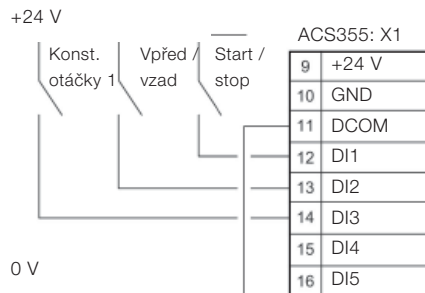 +24 V
Konst.
otáčky 1
Vpřed /
vzad
Start /
stop
ACS355: X1
9 +24 V
10 GND
11 DCOM
12 DI1
13 DI2
14 DI3
15 DI4
16 DI5
0 V